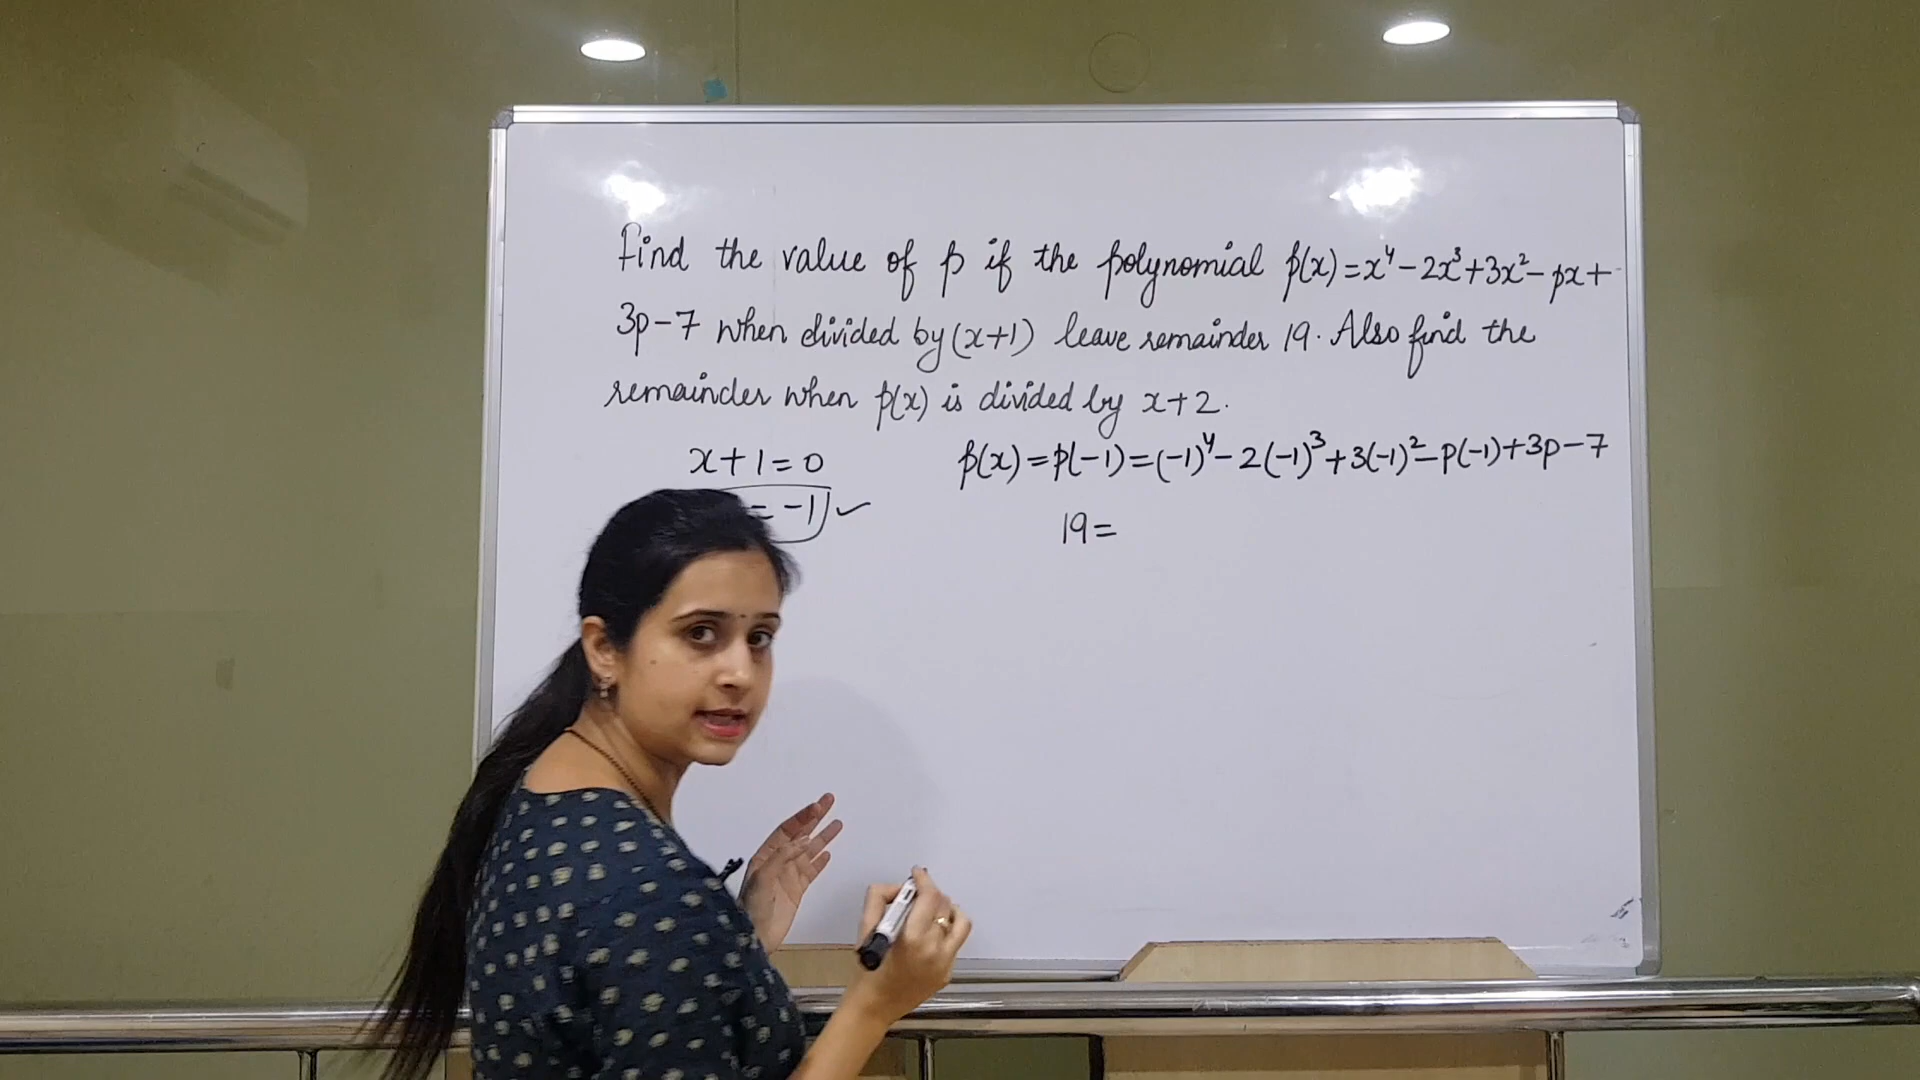 Find the value of p if the polynomial p(x)=x⁴-2x³+3x²-px+
3p-7 when divided by (x+1) leave remainder 19. Also find the
remainder when p(x) is divided by x+2.
x+1=0
=-1 ✓
p(x)=p(-1)=(-1)⁴-2(-1)³+3(-1)²-p(-1)+3p-7
19=